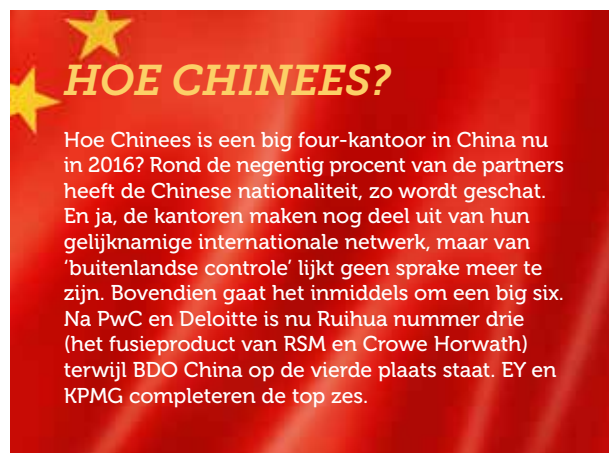 HOE CHINEES?
Hoe Chinees is een big four-kantoor in China nu
in 2016? Rond de negentig procent van de partners
heeft de Chinese nationaliteit, zo wordt geschat.
En ja, de kantoren maken nog deel uit van hun
gelijknamige internationale netwerk, maar van
‘buitenlandse controle’ lijkt geen sprake meer te
zijn. Bovendien gaat het inmiddels om een big six.
Na PwC en Deloitte is nu Ruihua nummer drie
(het fusieproduct van RSM en Crowe Horwath)
terwijl BDO China op de vierde plaats staat. EY en
KPMG completeren de top zes.